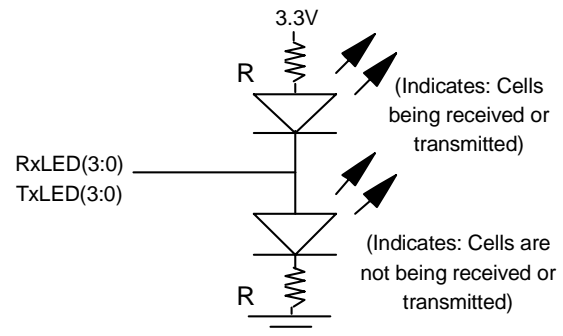 3.3V
R
(Indicates: Cells
being received or
transmitted)
RxLED(3:0)
TxLED(3:0)
(Indicates: Cells are
not being received or
transmitted)
R